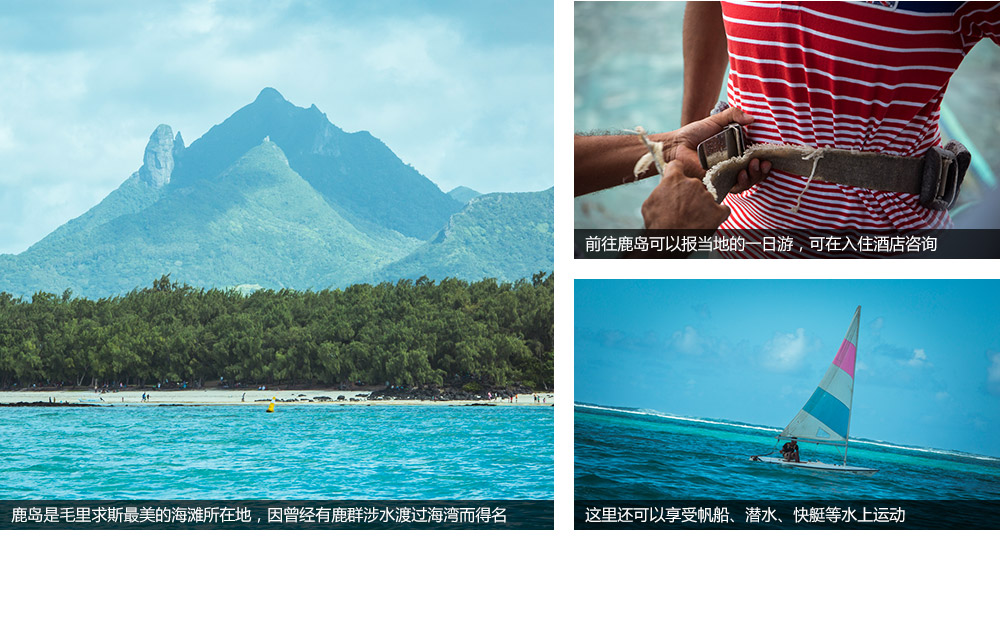 鹿岛是毛里求斯最美的海滩所在地，因曾经有鹿群涉水渡过海湾而得名
前往鹿岛可以报当地的一日游，可在入住酒店咨询
这里还可以享受帆船、潜水、快艇等水上运动